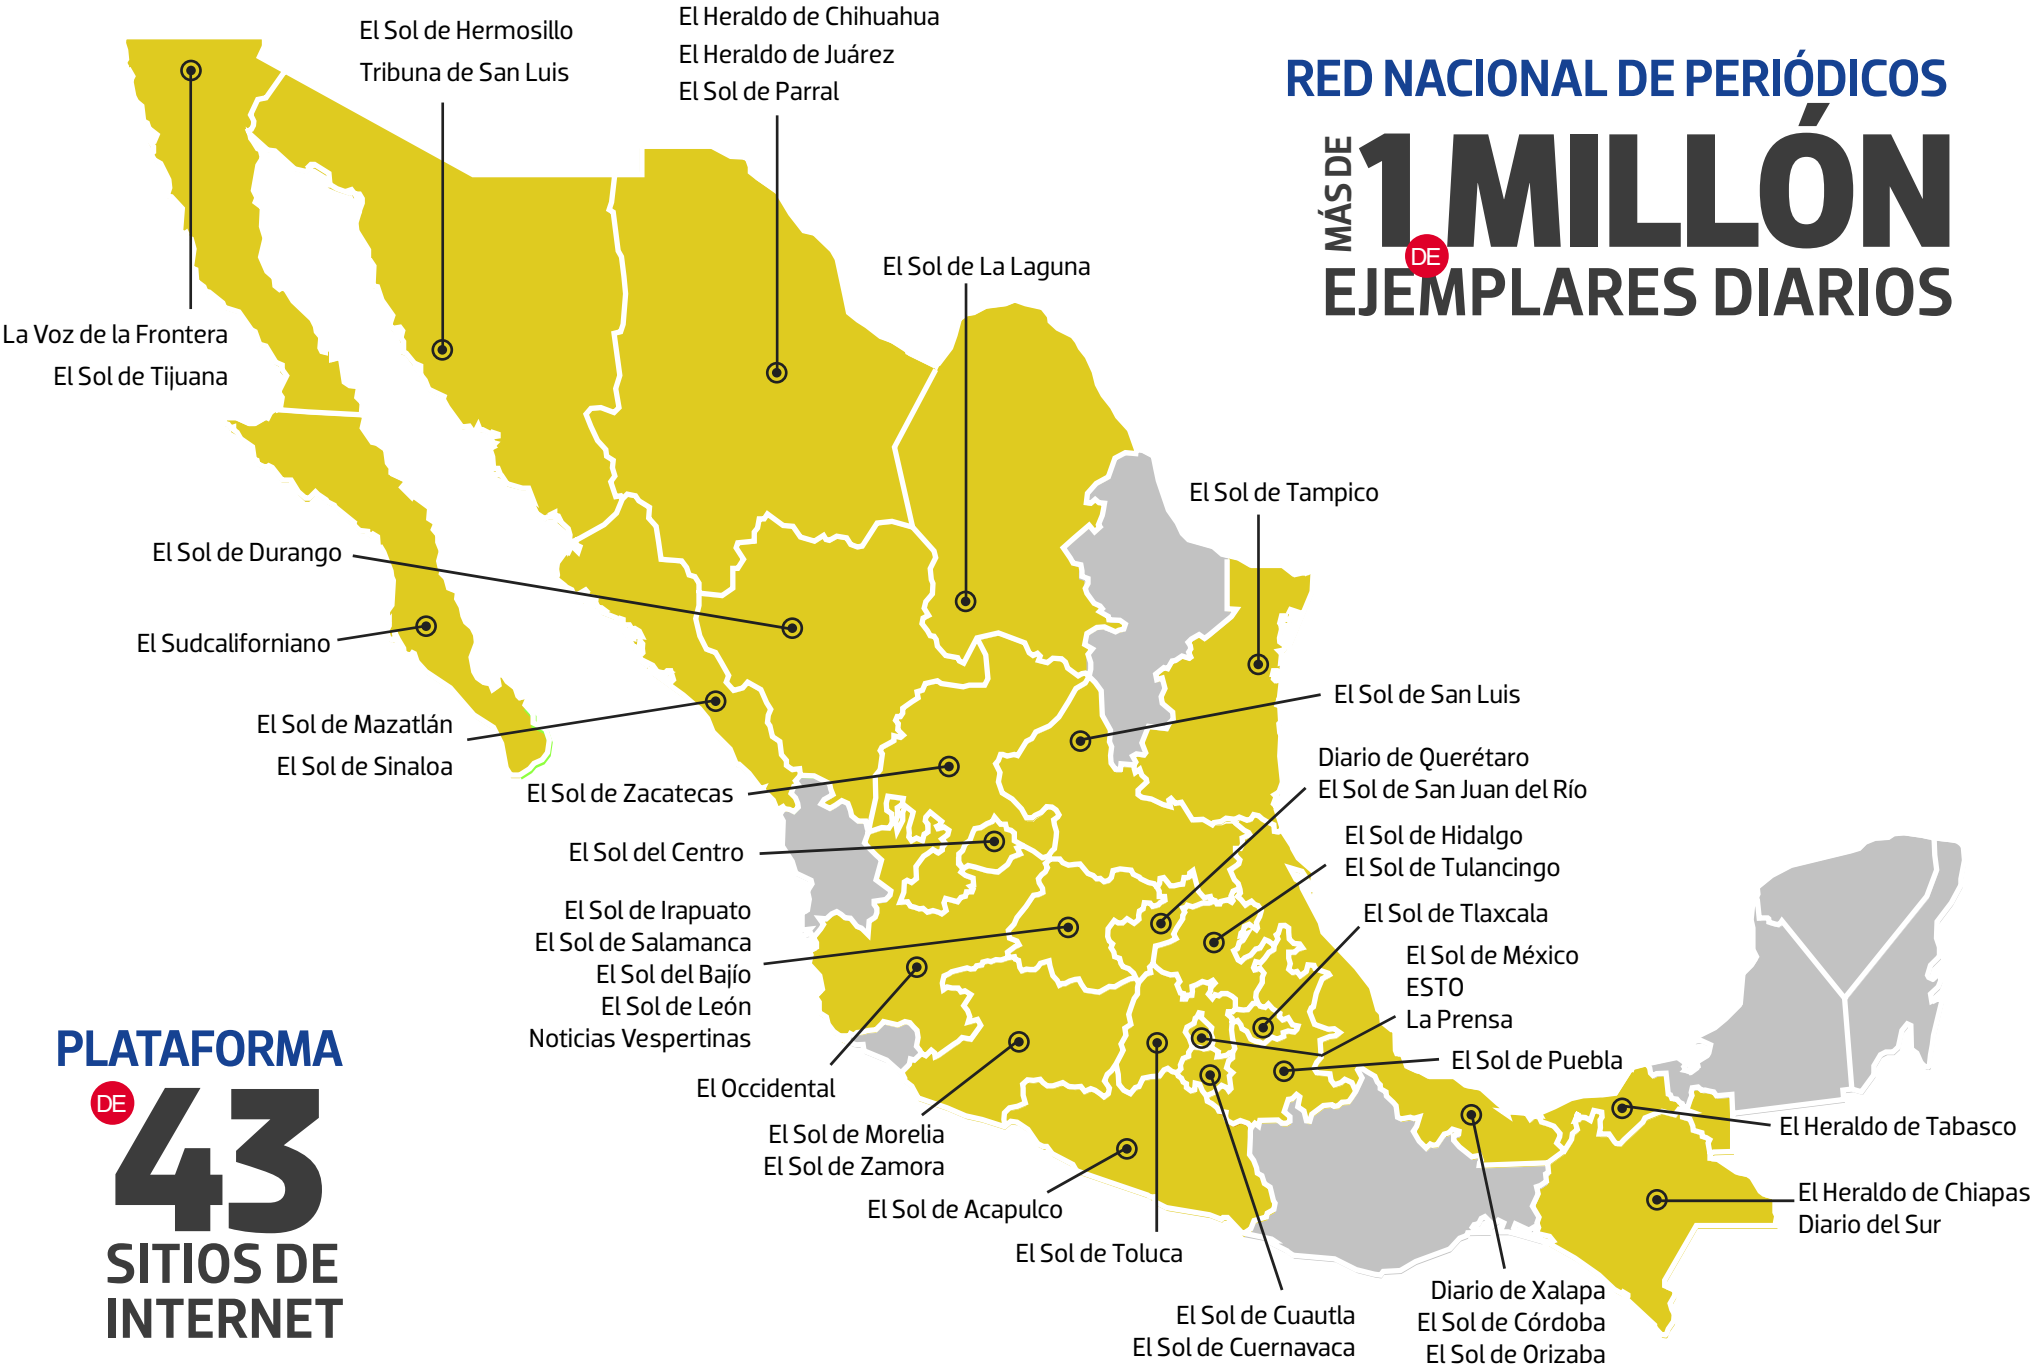 El Sol de Hermosillo
Tribuna de San Luis
El Heraldo de Chihuahua
El Heraldo de Juárez
El Sol de Parral
RED NACIONAL DE PERIÓDICOS
MÁS DE
1 MILLÓN
DE
EJEMPLARES DIARIOS
El Sol de La Laguna
La Voz de la Frontera
El Sol de Tijuana
El Sol de Tampico
El Sol de Durango
El Sudcaliforniano
El Sol de San Luis
El Sol de Mazatlán
El Sol de Sinaloa
Diario de Querétaro
El Sol de San Juan del Río
El Sol de Zacatecas
El Sol de Hidalgo
El Sol de Tulancingo
El Sol del Centro
El Sol de Irapuato
El Sol de Salamanca
El Sol del Bajío
El Sol de León
Noticias Vespertinas
El Sol de Tlaxcala
El Sol de México
ESTO
La Prensa
El Sol de Puebla
PLATAFORMA
DE
43
SITIOS DE
INTERNET
El Occidental
El Sol de Morelia
El Sol de Zamora
El Heraldo de Tabasco
El Sol de Acapulco
El Heraldo de Chiapas
Diario del Sur
El Sol de Toluca
El Sol de Cuautla
El Sol de Cuernavaca
Diario de Xalapa
El Sol de Córdoba
El Sol de Orizaba